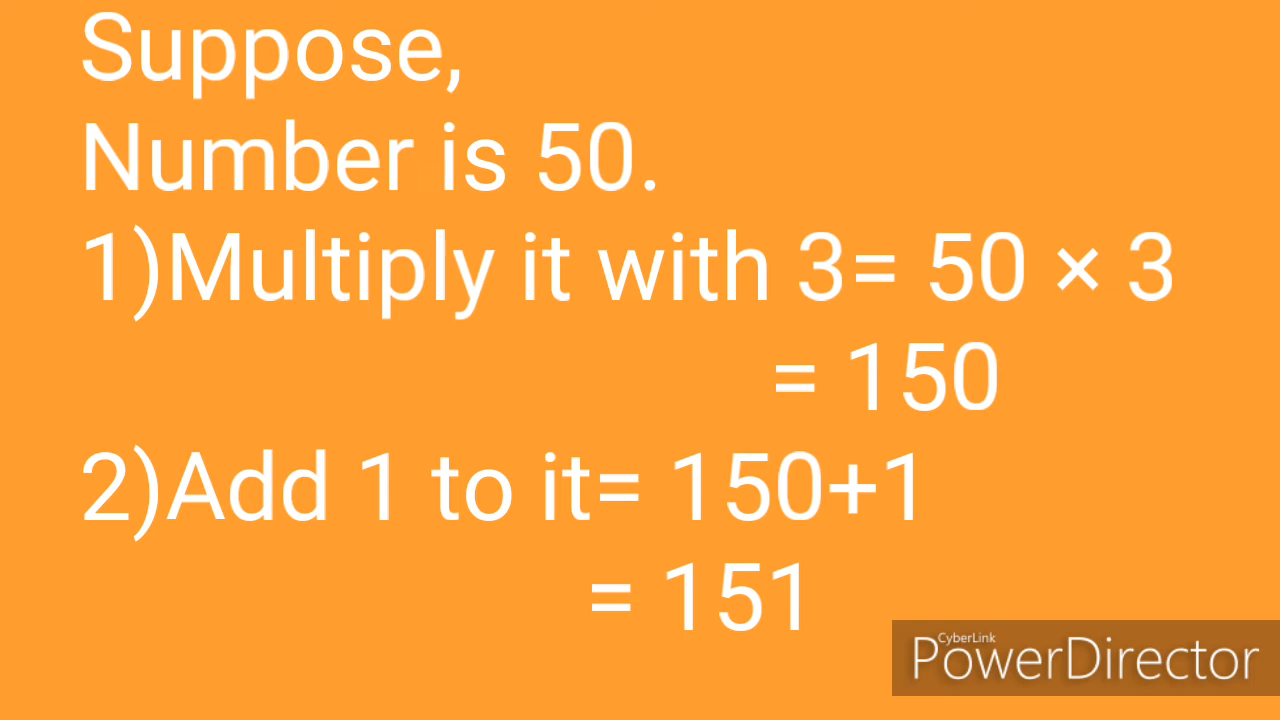 Suppose,
Number is 50.
1)Multiply it with 3= 50 × 3
= 150
2)Add 1 to it= 150+1
= 151
CyberLink
PowerDirector